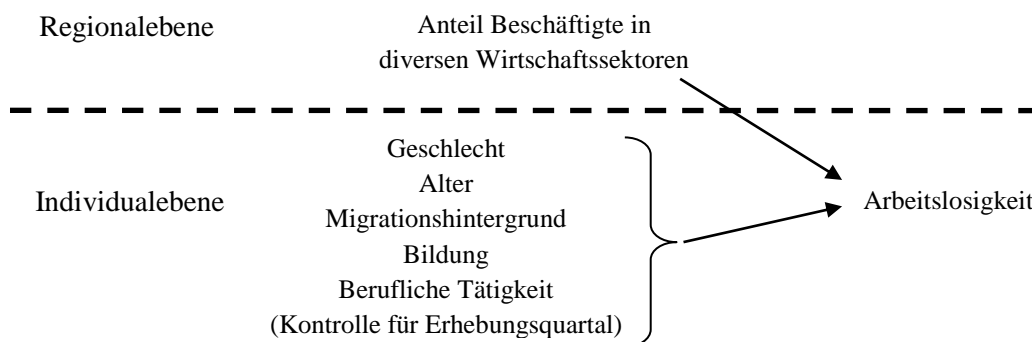 Regionalebene
Anteil Beschäftigte in
diversen Wirtschaftssektoren
Individualebene
Geschlecht
Alter
Migrationshintergrund
Bildung
Berufliche Tätigkeit
(Kontrolle für Erhebungsquartal)
Arbeitslosigkeit